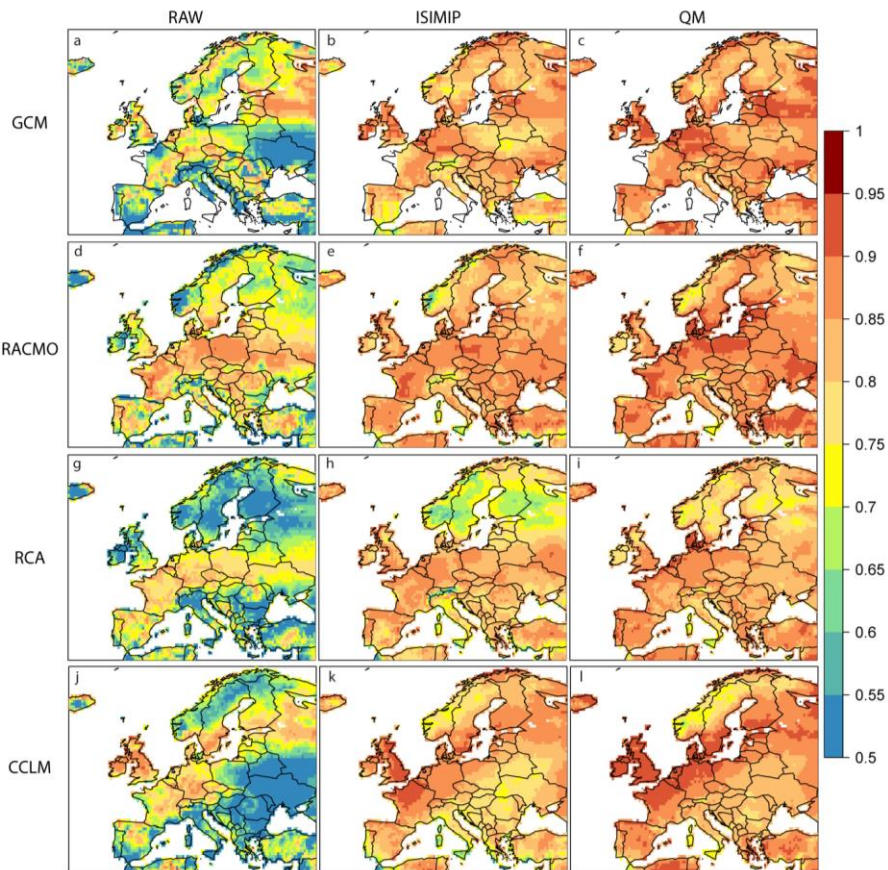 RAW ISIMIP QM
a b c
GCM
1
0.95
d e f
0.9
RACMO
0.85
0.8
g h i
0.75
RCA
0.7
0.65
0.6
j k l
0.55
CCLM
0.5